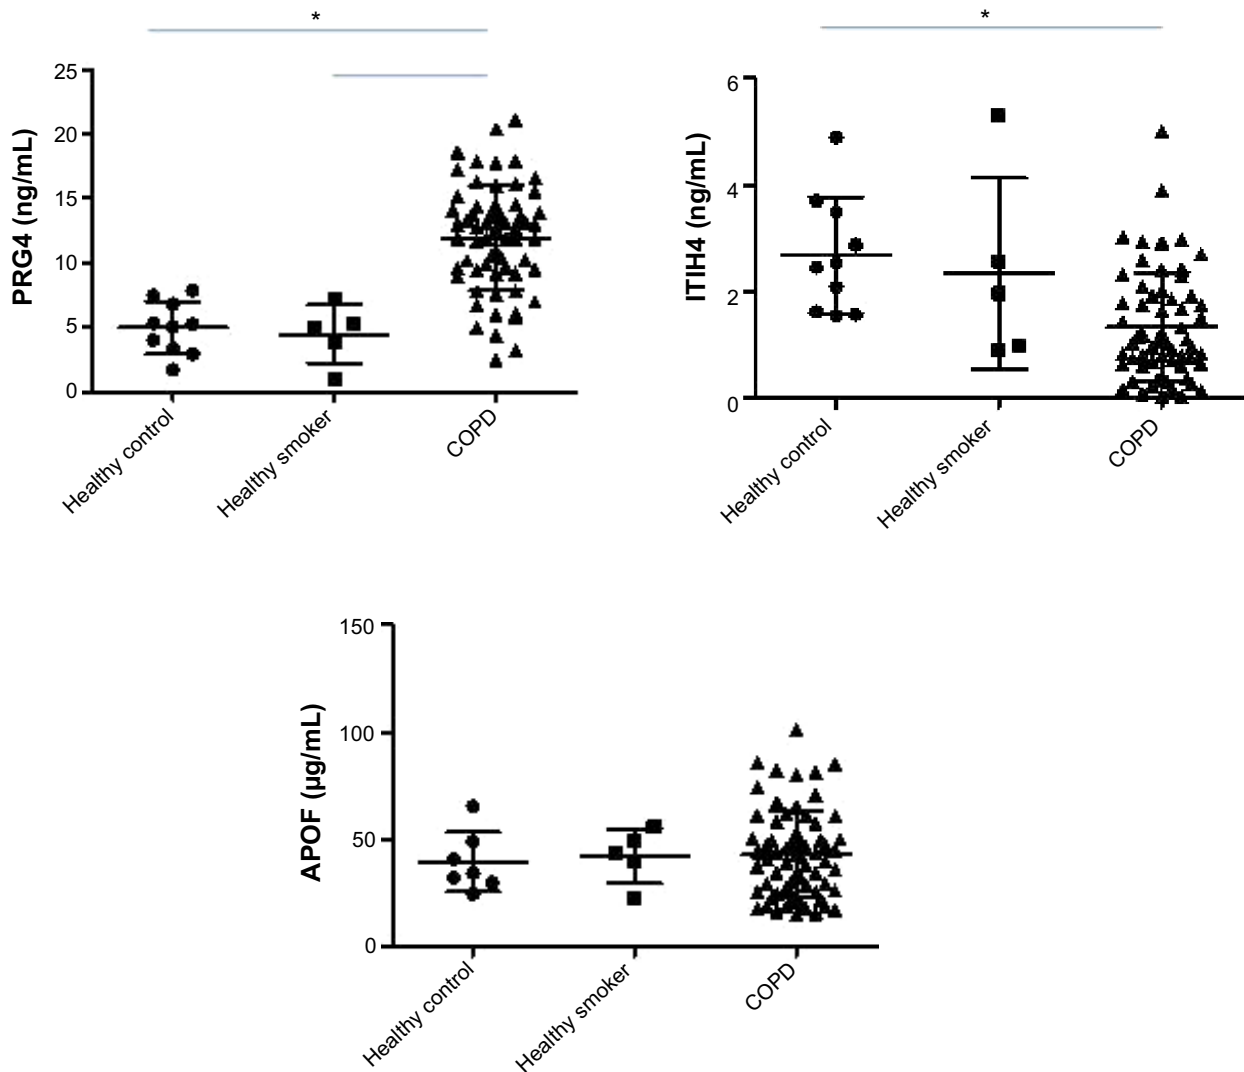 *
PRG4 (ng/mL)
25
20
15
10
5
0
Healthy control
Healthy smoker
COPD
*
ITIH4 (ng/mL)
6
4
2
0
Healthy control
Healthy smoker
COPD
APOF (µg/mL)
150
100
50
0
Healthy control
Healthy smoker
COPD